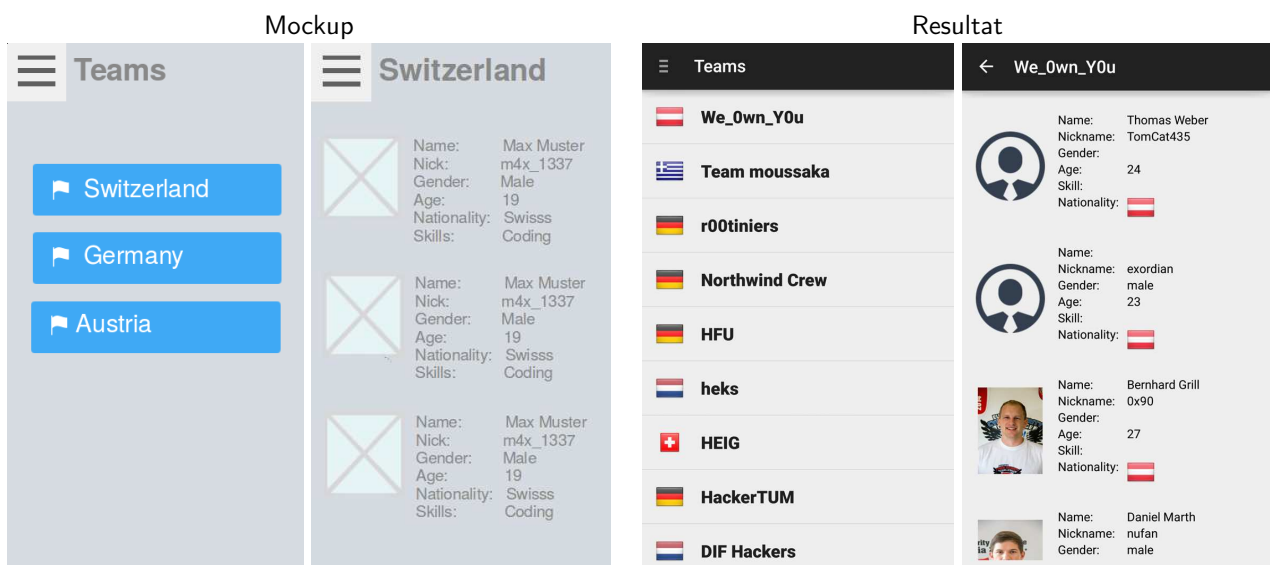 Mockup
Teams
Switzerland
Germany
Austria
Switzerland
Name: Max Muster
Nick: m4x_1337
Gender: Male
Age: 19
Nationality: Swisss
Skills: Coding
Name: Max Muster
Nick: m4x_1337
Gender: Male
Age: 19
Nationality: Swisss
Skills: Coding
Name: Max Muster
Nick: m4x_1337
Gender: Male
Age: 19
Nationality: Swisss
Skills: Coding
Resultat
Teams
We_0wn_Y0u
Team moussaka
r00tiniers
Northwind Crew
HFU
heks
HEIG
HackerTUM
DIF Hackers
We_0wn_Y0u
Name: Thomas Weber
Nickname: TomCat435
Gender:
Age: 24
Skill:
Nationality:
Name:
Nickname: exordian
Gender: male
Age: 23
Skill:
Nationality:
Name: Bernhard Grill
Nickname: 0x90
Gender:
Age: 27
Skill:
Nationality:
Name: Daniel Marth
Nickname: nufan
Gender: male